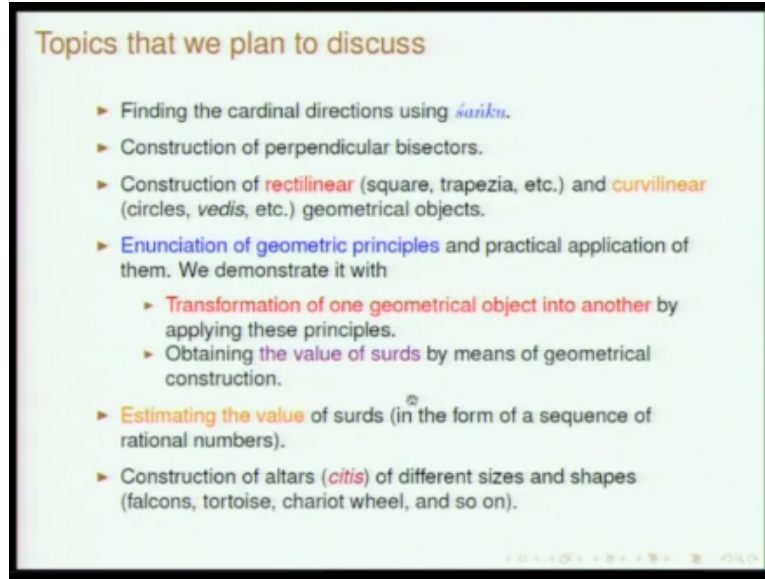 Topics that we plan to discuss
► Finding the cardinal directions using śaṅku.
► Construction of perpendicular bisectors.
► Construction of rectilinear (square, trapezia, etc.) and curvilinear
(circles, vedis, etc.) geometrical objects.
► Enunciation of geometric principles and practical application of
them. We demonstrate it with
► Transformation of one geometrical object into another by
applying these principles.
► Obtaining the value of surds by means of geometrical
construction.
► Estimating the value of surds (in the form of a sequence of
rational numbers).
► Construction of altars (citis) of different sizes and shapes
(falcons, tortoise, chariot wheel, and so on).